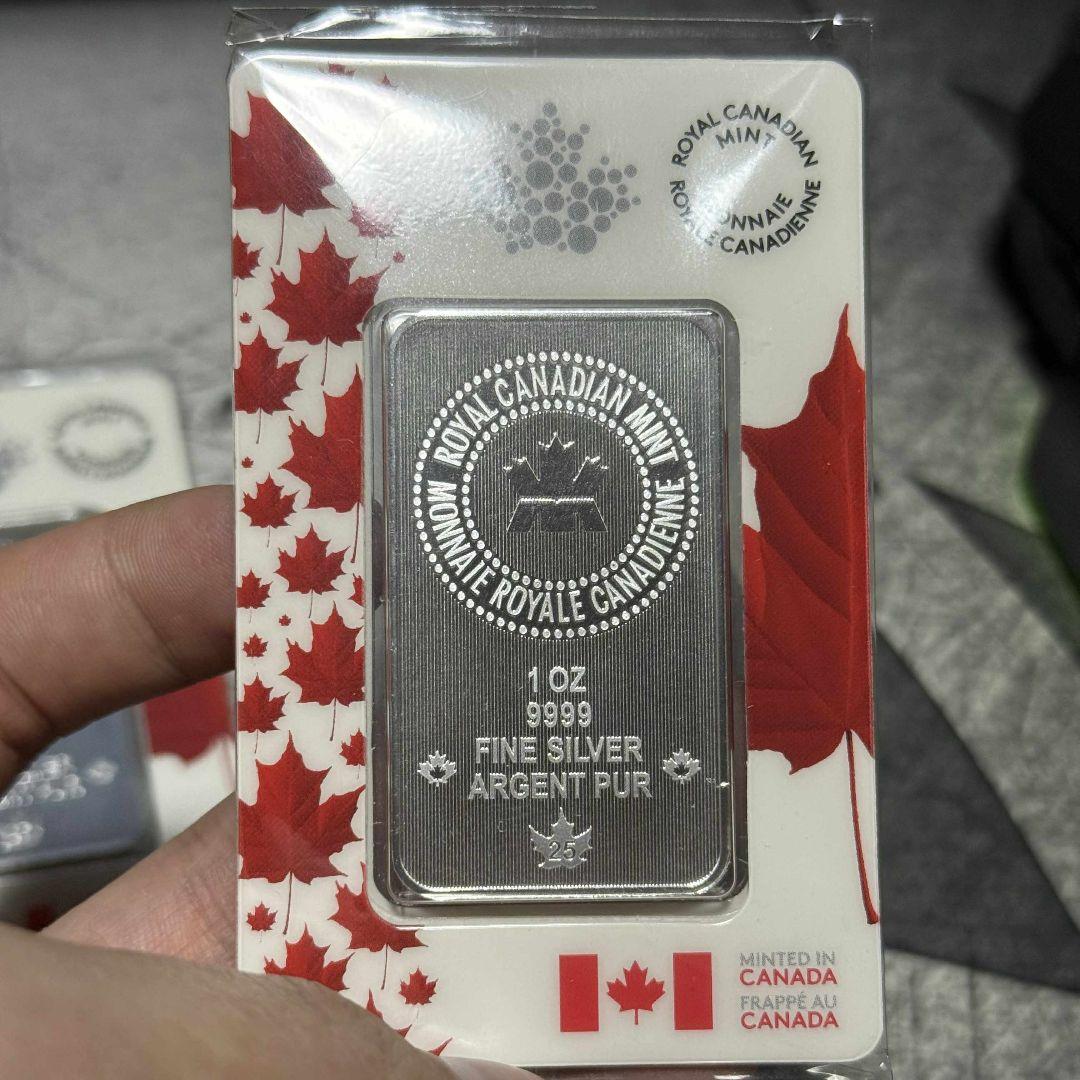 ROYAL CANADIAN
MINT
MONNAIE
ROYALE CANADIENNE
ROYAL CANADIAN MINT
MONNAIE ROYALE CANADIENNE
1 OZ
9999
FINE SILVER
ARGENT PUR
25
MINTED IN
CANADA
FRAPPÉ AU
CANADA